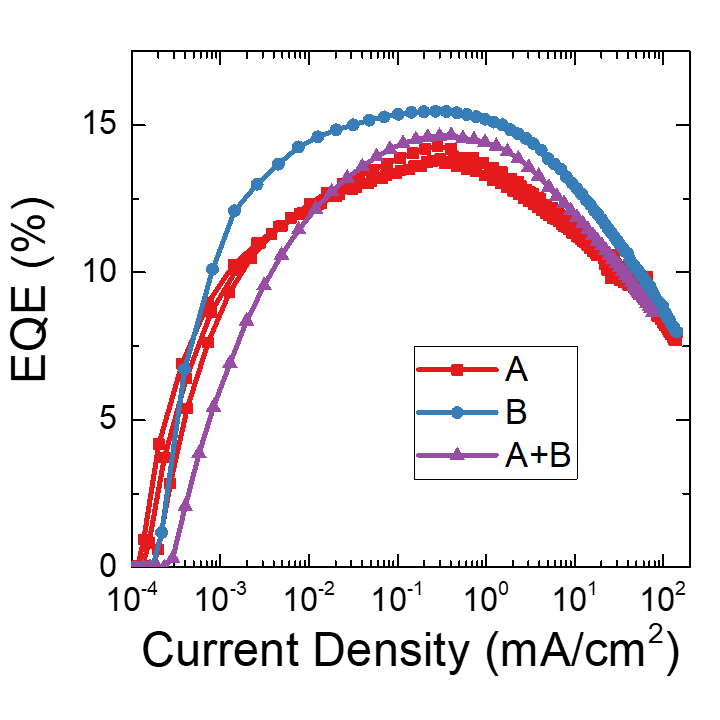 EQE (%)
15
10
5
0
A
B
A+B
10⁻⁴ 10⁻³ 10⁻² 10⁻¹ 10⁰ 10¹ 10²
Current Density (mA/cm²)